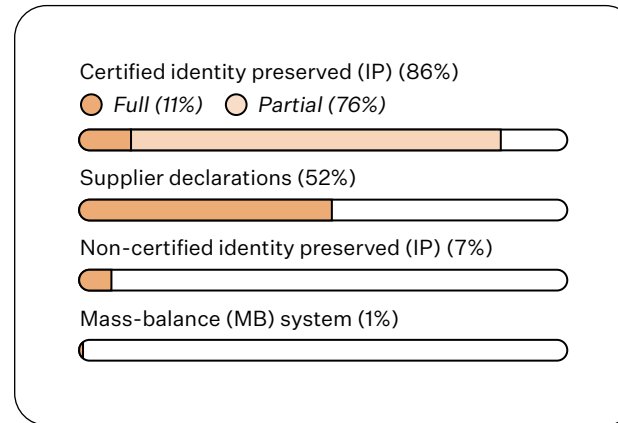 Certified identity preserved (IP) (86%)
Full (11%) Partial (76%)
Supplier declarations (52%)
Non-certified identity preserved (IP) (7%)
Mass-balance (MB) system (1%)